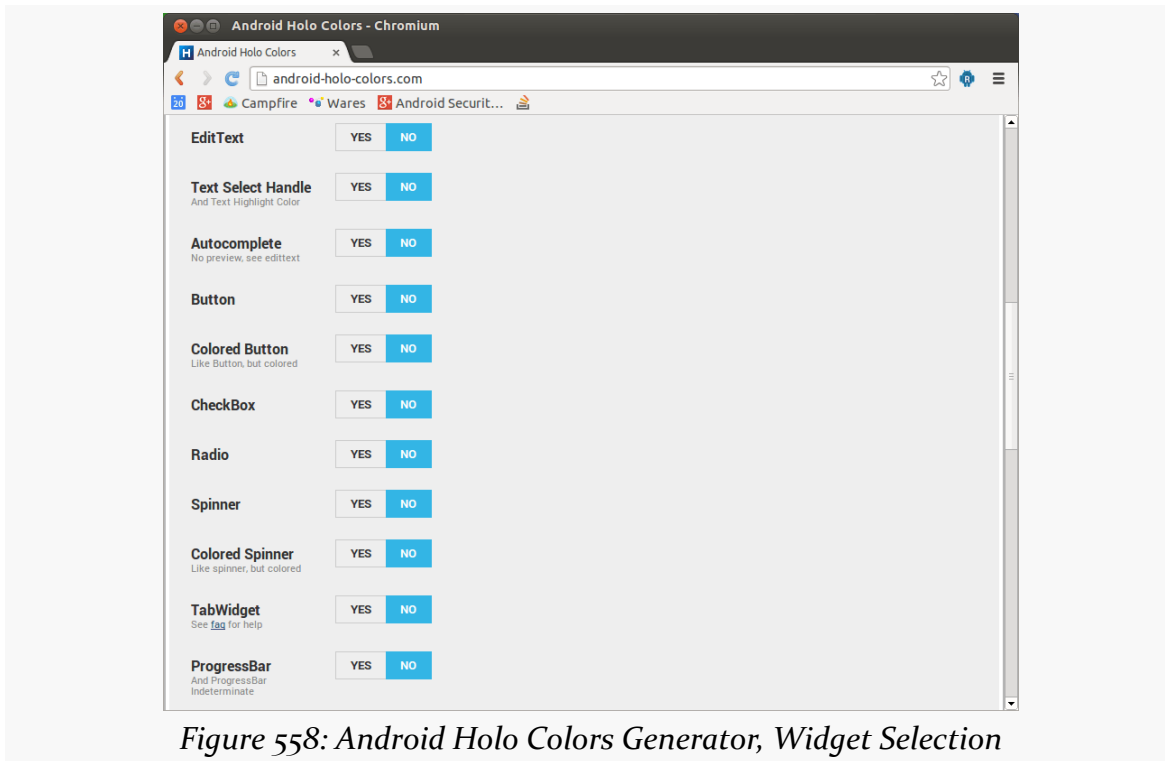 Android Holo Colors - Chromium
H Android Holo Colors ×
android-holo-colors.com
20 8+ Campfire Wares 8+ Android Securit...
EditText YES NO
Text Select Handle YES NO
And Text Highlight Color
Autocomplete YES NO
No preview, see edittext
Button YES NO
Colored Button YES NO
Like Button, but colored
CheckBox YES NO
Radio YES NO
Spinner YES NO
Colored Spinner YES NO
Like spinner, but colored
TabWidget YES NO
See faq for help
ProgressBar YES NO
And ProgressBar
Indeterminate
Figure 558: Android Holo Colors Generator, Widget Selection